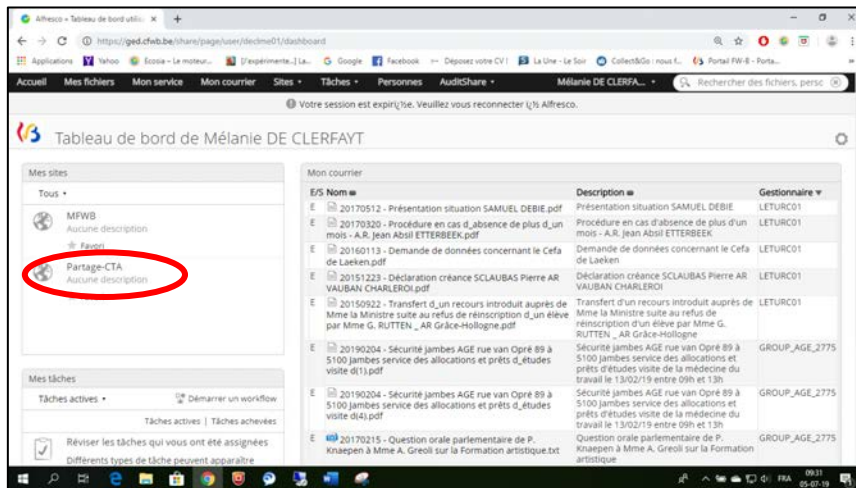 Alfresco » Tableau de bord utilis
https://ged.cfwb.be/share/page/user/declme01/dashboard
Applications Yahoo Ecosia - Le moteur... [l'expérimente...] La... Google Facebook Déposez votre CV ! La Une - Le Soir Collect&Go : nous f... Portail FW-B - Porta...
Accueil Mes fichiers Mon service Mon courrier Sites Tâches Personnes AuditShare Mélanie DE CLERFA... Rechercher des fichiers, persc
Votre session est expirï¿½se. Veuillez vous reconnecter ï¿½ Alfresco.
Tableau de bord de Mélanie DE CLERFAYT
Mes sites
Tous
MFWB
Aucune description
Favori
Partage-CTA
Aucune description
Mes tâches
Tâches actives Démarrer un workflow
Tâches actives | Tâches achevées
Réviser les tâches qui vous ont été assignées
Différents types de tâche peuvent apparaître
Mon courrier
E/S Nom Description Gestionnaire
E 20170512 - Présentation situation SAMUEL DEBIE.pdf Présentation situation SAMUEL DEBIE LETURC01
E 20170320 - Procédure en cas d_absence de plus d_un
mois - A.R. Jean Absil ETTERBEEK.pdf
Procédure en cas d'absence de plus d'un
mois - A.R. Jean Absil ETTERBEEK
LETURC01
E 20160113 - Demande de données concernant le Cefa
de Laeken.pdf
Demande de données concernant le Cefa
de Laeken
LETURC01
E 20151223 - Déclaration créance SCLAUBAS Pierre AR
VAUBAN CHARLEROI.pdf
Déclaration créance SCLAUBAS Pierre AR
VAUBAN CHARLEROI
LETURC01
E 20150922 - Transfert d_un recours introduit auprès de
Mme la Ministre suite au refus de réinscription d_un élève
par Mme G. RUTTEN _ AR Grâce-Hollogne.pdf
Transfert d'un recours introduit auprès de
Mme la Ministre suite au refus de
réinscription d'un élève par Mme G.
RUTTEN _ AR Grâce-Hollogne
LETURC01
E 20190204 - Sécurité jambes AGE rue van Opré 89 à
5100 Jambes service des allocations et prêts d_études
visite d(1).pdf
Sécurité jambes AGE rue van Opré 89 à
5100 Jambes service des allocations et
prêts d'études visite de la médecine du
travail le 13/02/19 entre 09h et 13h
GROUP_AGE_2775
E 20190204 - Sécurité jambes AGE rue van Opré 89 à
5100 Jambes service des allocations et prêts d_études
visite d(4).pdf
Sécurité jambes AGE rue van Opré 89 à
5100 Jambes service des allocations et
prêts d'études visite de la médecine du
travail le 13/02/19 entre 09h et 13h
GROUP_AGE_2775
E 20170215 - Question orale parlementaire de P.
Knaepen à Mme A. Greoli sur la Formation artistique.txt
Question orale parlementaire de P.
Knaepen à Mme A. Greoli sur la Formation
artistique
GROUP_AGE_2775
FRA
09:31
05-07-19